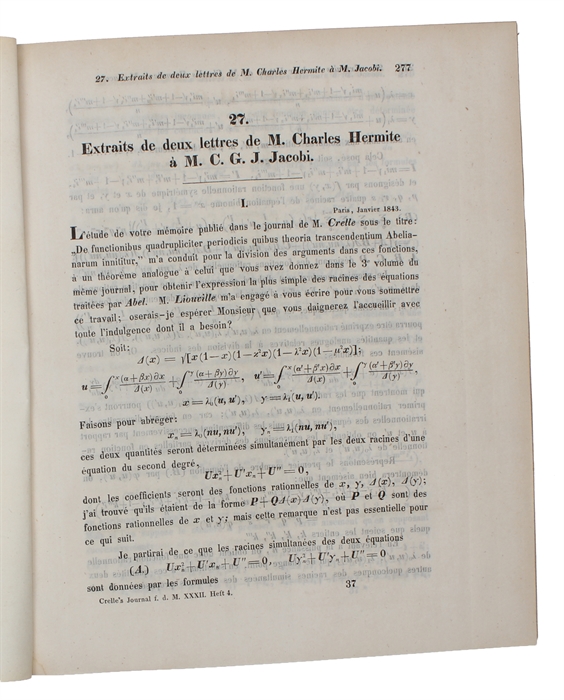 27. Extraits de deux lettres de M. Charles Hermite à M. Jacobi. 277
27.
Extraits de deux lettres de M. Charles Hermite
à M. C. G. J. Jacobi.
I.
Paris, Janvier 1843.
L'étude de votre mémoire publié dans le journal de M. Crelle sous le titre:
„De functionibus quadrupliciter periodicis quibus theoria transcendentium Abelia-
narum innititur," m'a conduit pour la division des arguments dans ces fonctions,
à un théorème analogue à celui que vous avez donnez dans le 3e volume du
même journal, pour obtenir l'expression la plus simple des racines des équations
traitées par Abel. M. Liouville m'a engagé à vous écrire pour vous soumettre
ce travail; oserais-je espérer Monsieur que vous daignerez l'accueillir avec
toute l'indulgence dont il a besoin?
Soit:
Δ(x) = √[x(1−x)(1−κ²x)(1−λ²x)(1−μ²x)];
u = ∫₀ˣ (α+βx)∂x/Δ(x) + ∫₀ʸ (α+βy)∂y/Δ(y), u' = ∫₀ˣ (α'+β'x)∂x/Δ(x) + ∫₀ʸ (α'+β'y)∂y/Δ(y),
x = λ₀(u, u'), y = λ₁(u, u').
Faisons pour abréger:
xₙ = λ₀(nu, nu'), yₙ = λ₁(nu, nu'),
ces deux quantités seront déterminées simultanément par les deux racines d'une
équation du second degré,
Uxₙ² + U'xₙ + U'' = 0,
dont les coefficients seront des fonctions rationelles de x, y, Δ(x), Δ(y);
j'ai trouvé qu'ils étaient de la forme P+QΔ(x)Δ(y), où P et Q sont des
fonctions rationelles de x et y; mais cette remarque n'est pas essentielle pour
ce qui suit.
Je partirai de ce que les racines simultanées des deux équations
(A.) Uxₙ² + U'xₙ + U'' = 0, Uyₙ² + U'yₙ + U'' = 0
sont données par les formules
Crelle's Journal f. d. M. XXXII. Heft 4. 37